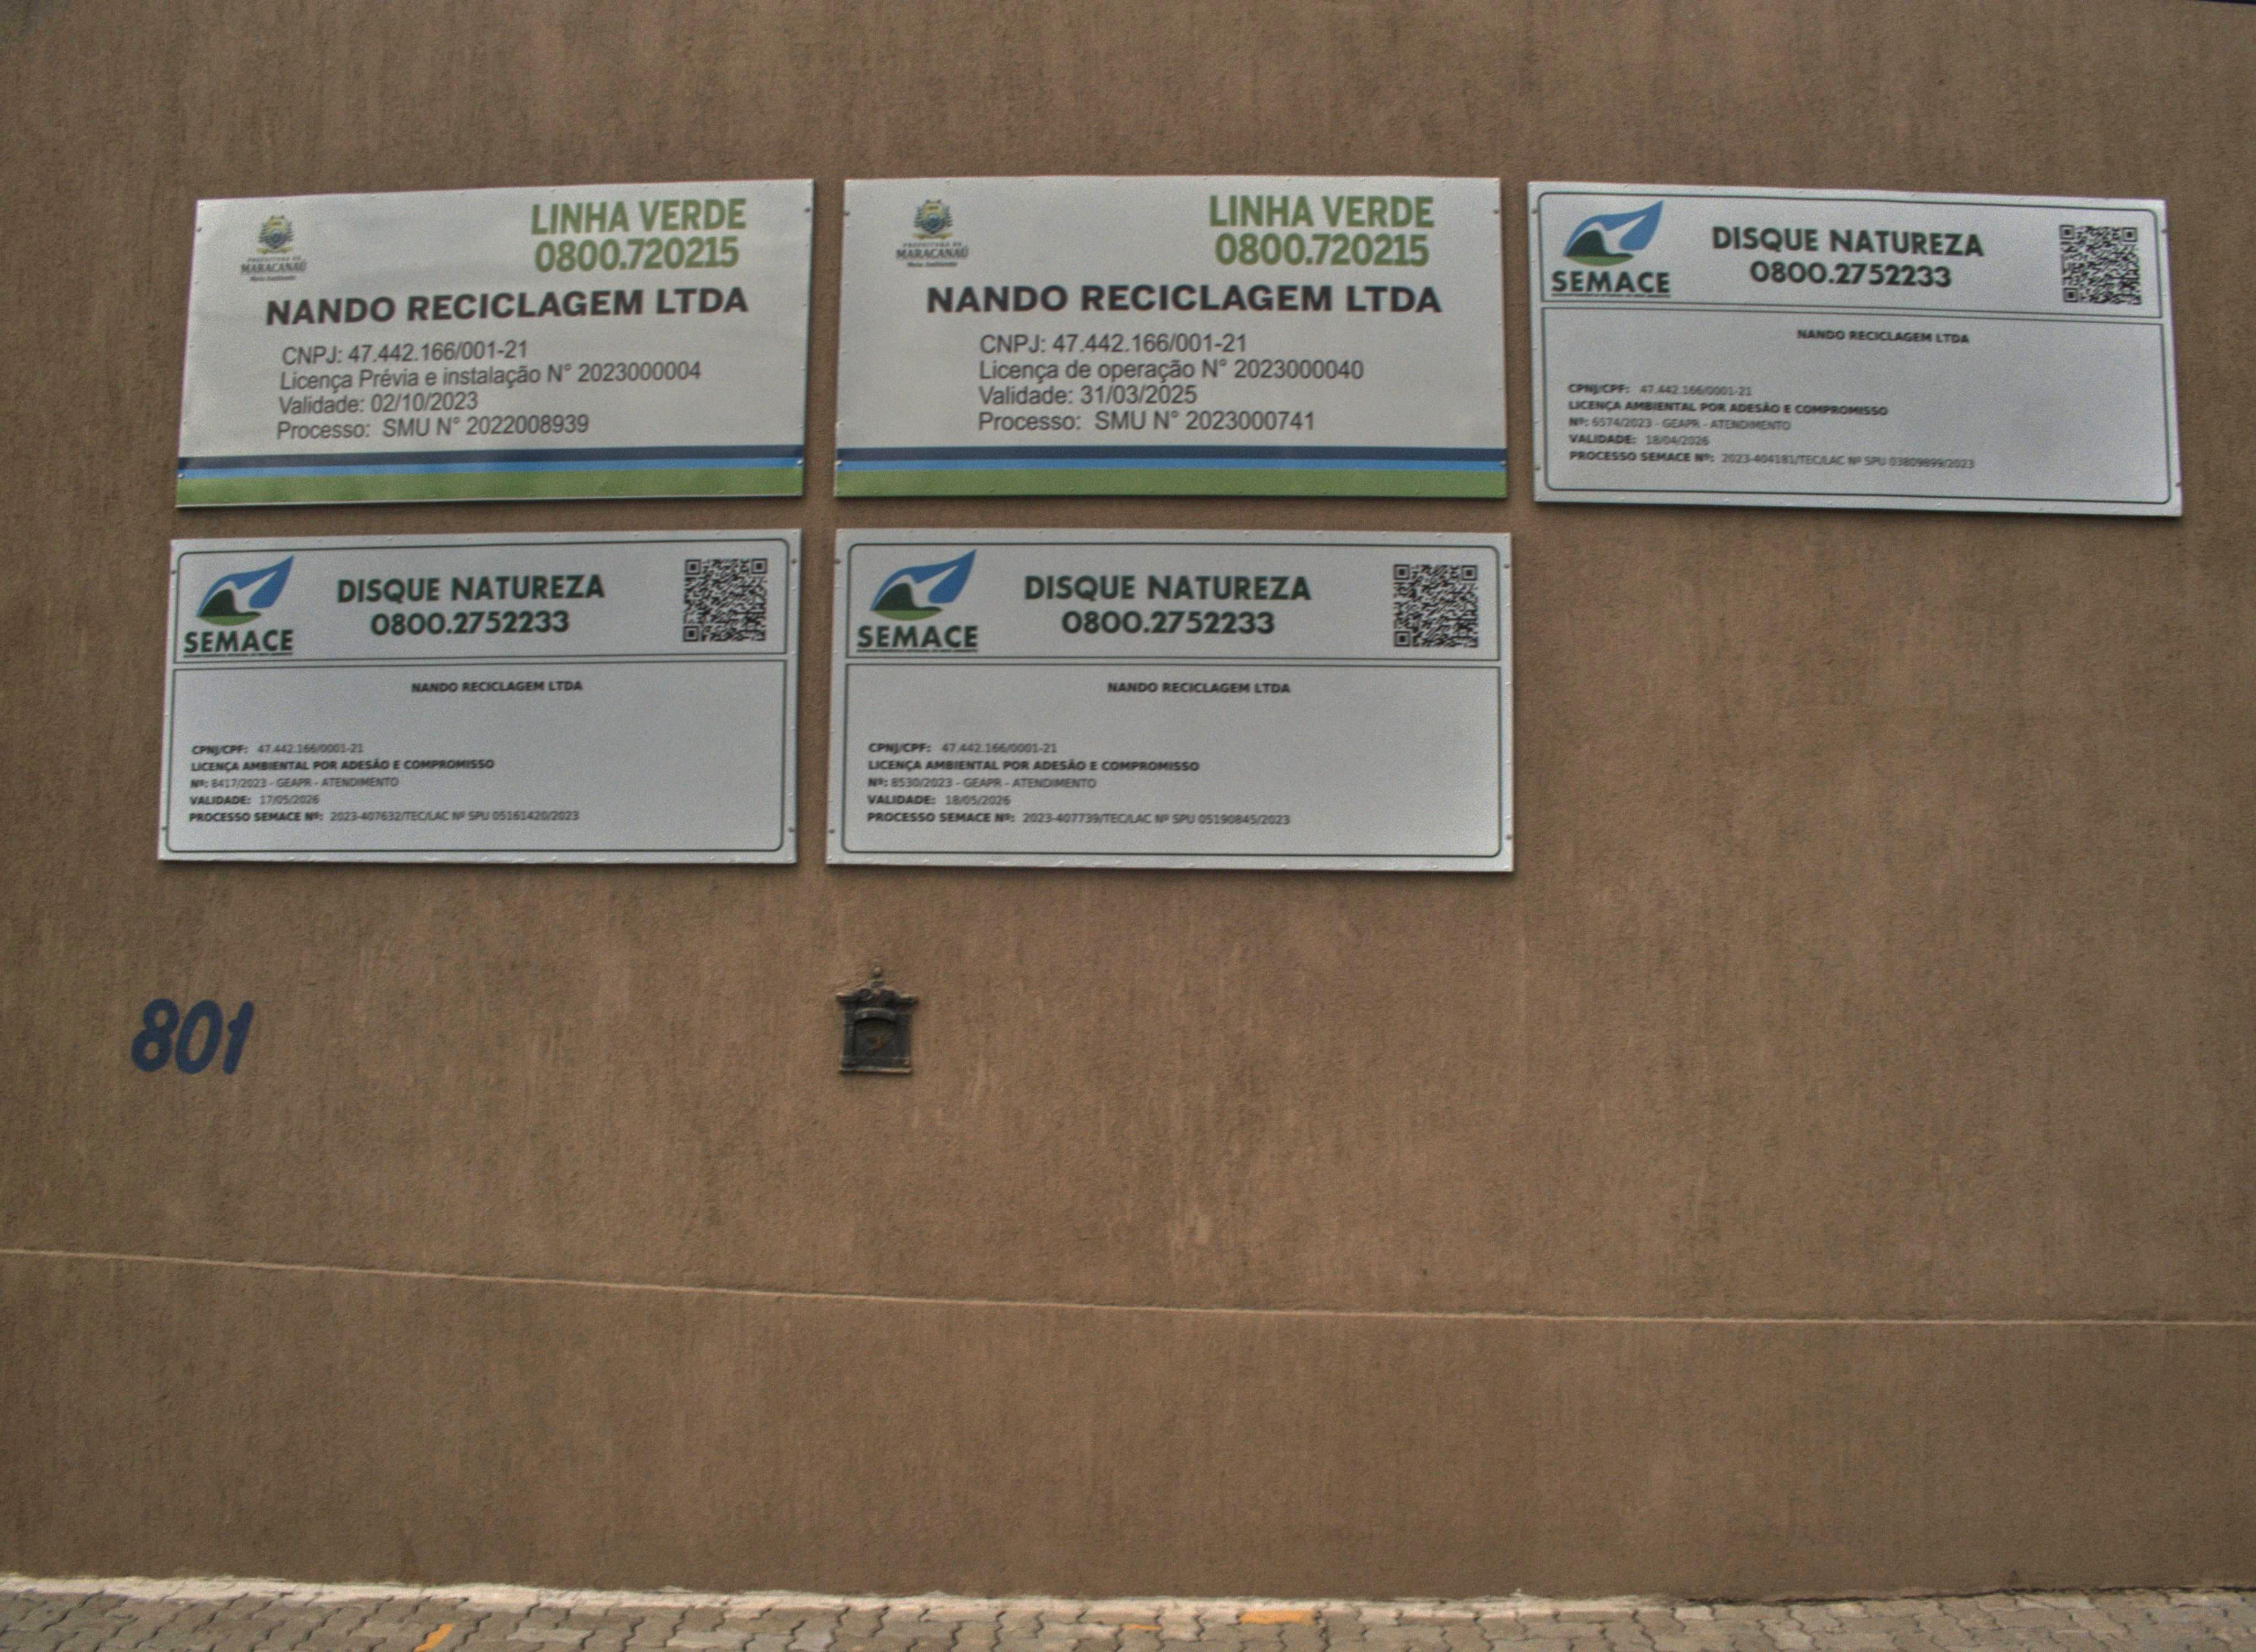 PREFEITURA DE
MARACANAÚ
Meio Ambiente
LINHA VERDE
0800.720215
NANDO RECICLAGEM LTDA
CNPJ: 47.442.166/001-21
Licença Prévia e instalação N° 2023000004
Validade: 02/10/2023
Processo: SMU N° 2022008939
PREFEITURA DE
MARACANAÚ
Meio Ambiente
LINHA VERDE
0800.720215
NANDO RECICLAGEM LTDA
CNPJ: 47.442.166/001-21
Licença de operação N° 2023000040
Validade: 31/03/2025
Processo: SMU N° 2023000741
SEMACE
DISQUE NATUREZA
0800.2752233
NANDO RECICLAGEM LTDA
CPNJ/CPF: 47.442.166/0001-21
LICENÇA AMBIENTAL POR ADESÃO E COMPROMISSO
Nº: 6574/2023 - GEAPR - ATENDIMENTO
VALIDADE: 18/04/2026
PROCESSO SEMACE Nº: 2023-404181/TEC/LAC Nº SPU 03809899/2023
SEMACE
DISQUE NATUREZA
0800.2752233
NANDO RECICLAGEM LTDA
CPNJ/CPF: 47.442.166/0001-21
LICENÇA AMBIENTAL POR ADESÃO E COMPROMISSO
Nº: 8417/2023 - GEAPR - ATENDIMENTO
VALIDADE: 17/05/2026
PROCESSO SEMACE Nº: 2023-407632/TEC/LAC Nº SPU 05161420/2023
SEMACE
DISQUE NATUREZA
0800.2752233
NANDO RECICLAGEM LTDA
CPNJ/CPF: 47.442.166/0001-21
LICENÇA AMBIENTAL POR ADESÃO E COMPROMISSO
Nº: 8530/2023 - GEAPR - ATENDIMENTO
VALIDADE: 18/05/2026
PROCESSO SEMACE Nº: 2023-407739/TEC/LAC Nº SPU 05190845/2023
801